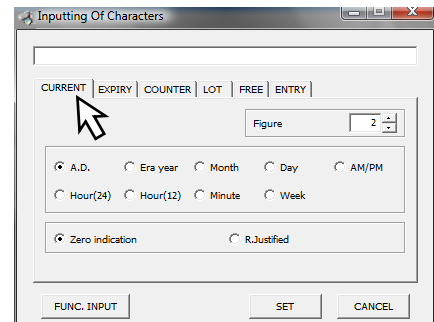 Inputting Of Characters
CURRENT EXPIRY COUNTER LOT FREE ENTRY
Figure 2
A.D. Era year Month Day AM/PM
Hour(24) Hour(12) Minute Week
Zero indication R.Justified
FUNC. INPUT SET CANCEL